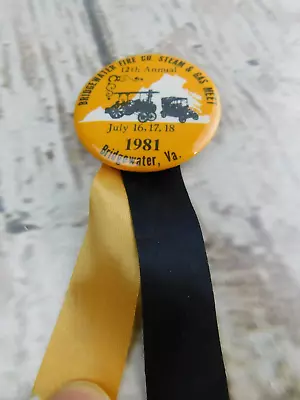 BRIDGEWATER FIRE CO. STEAM & GAS MEET
12th Annual
July 16, 17, 18
1981
Bridgewater, Va.